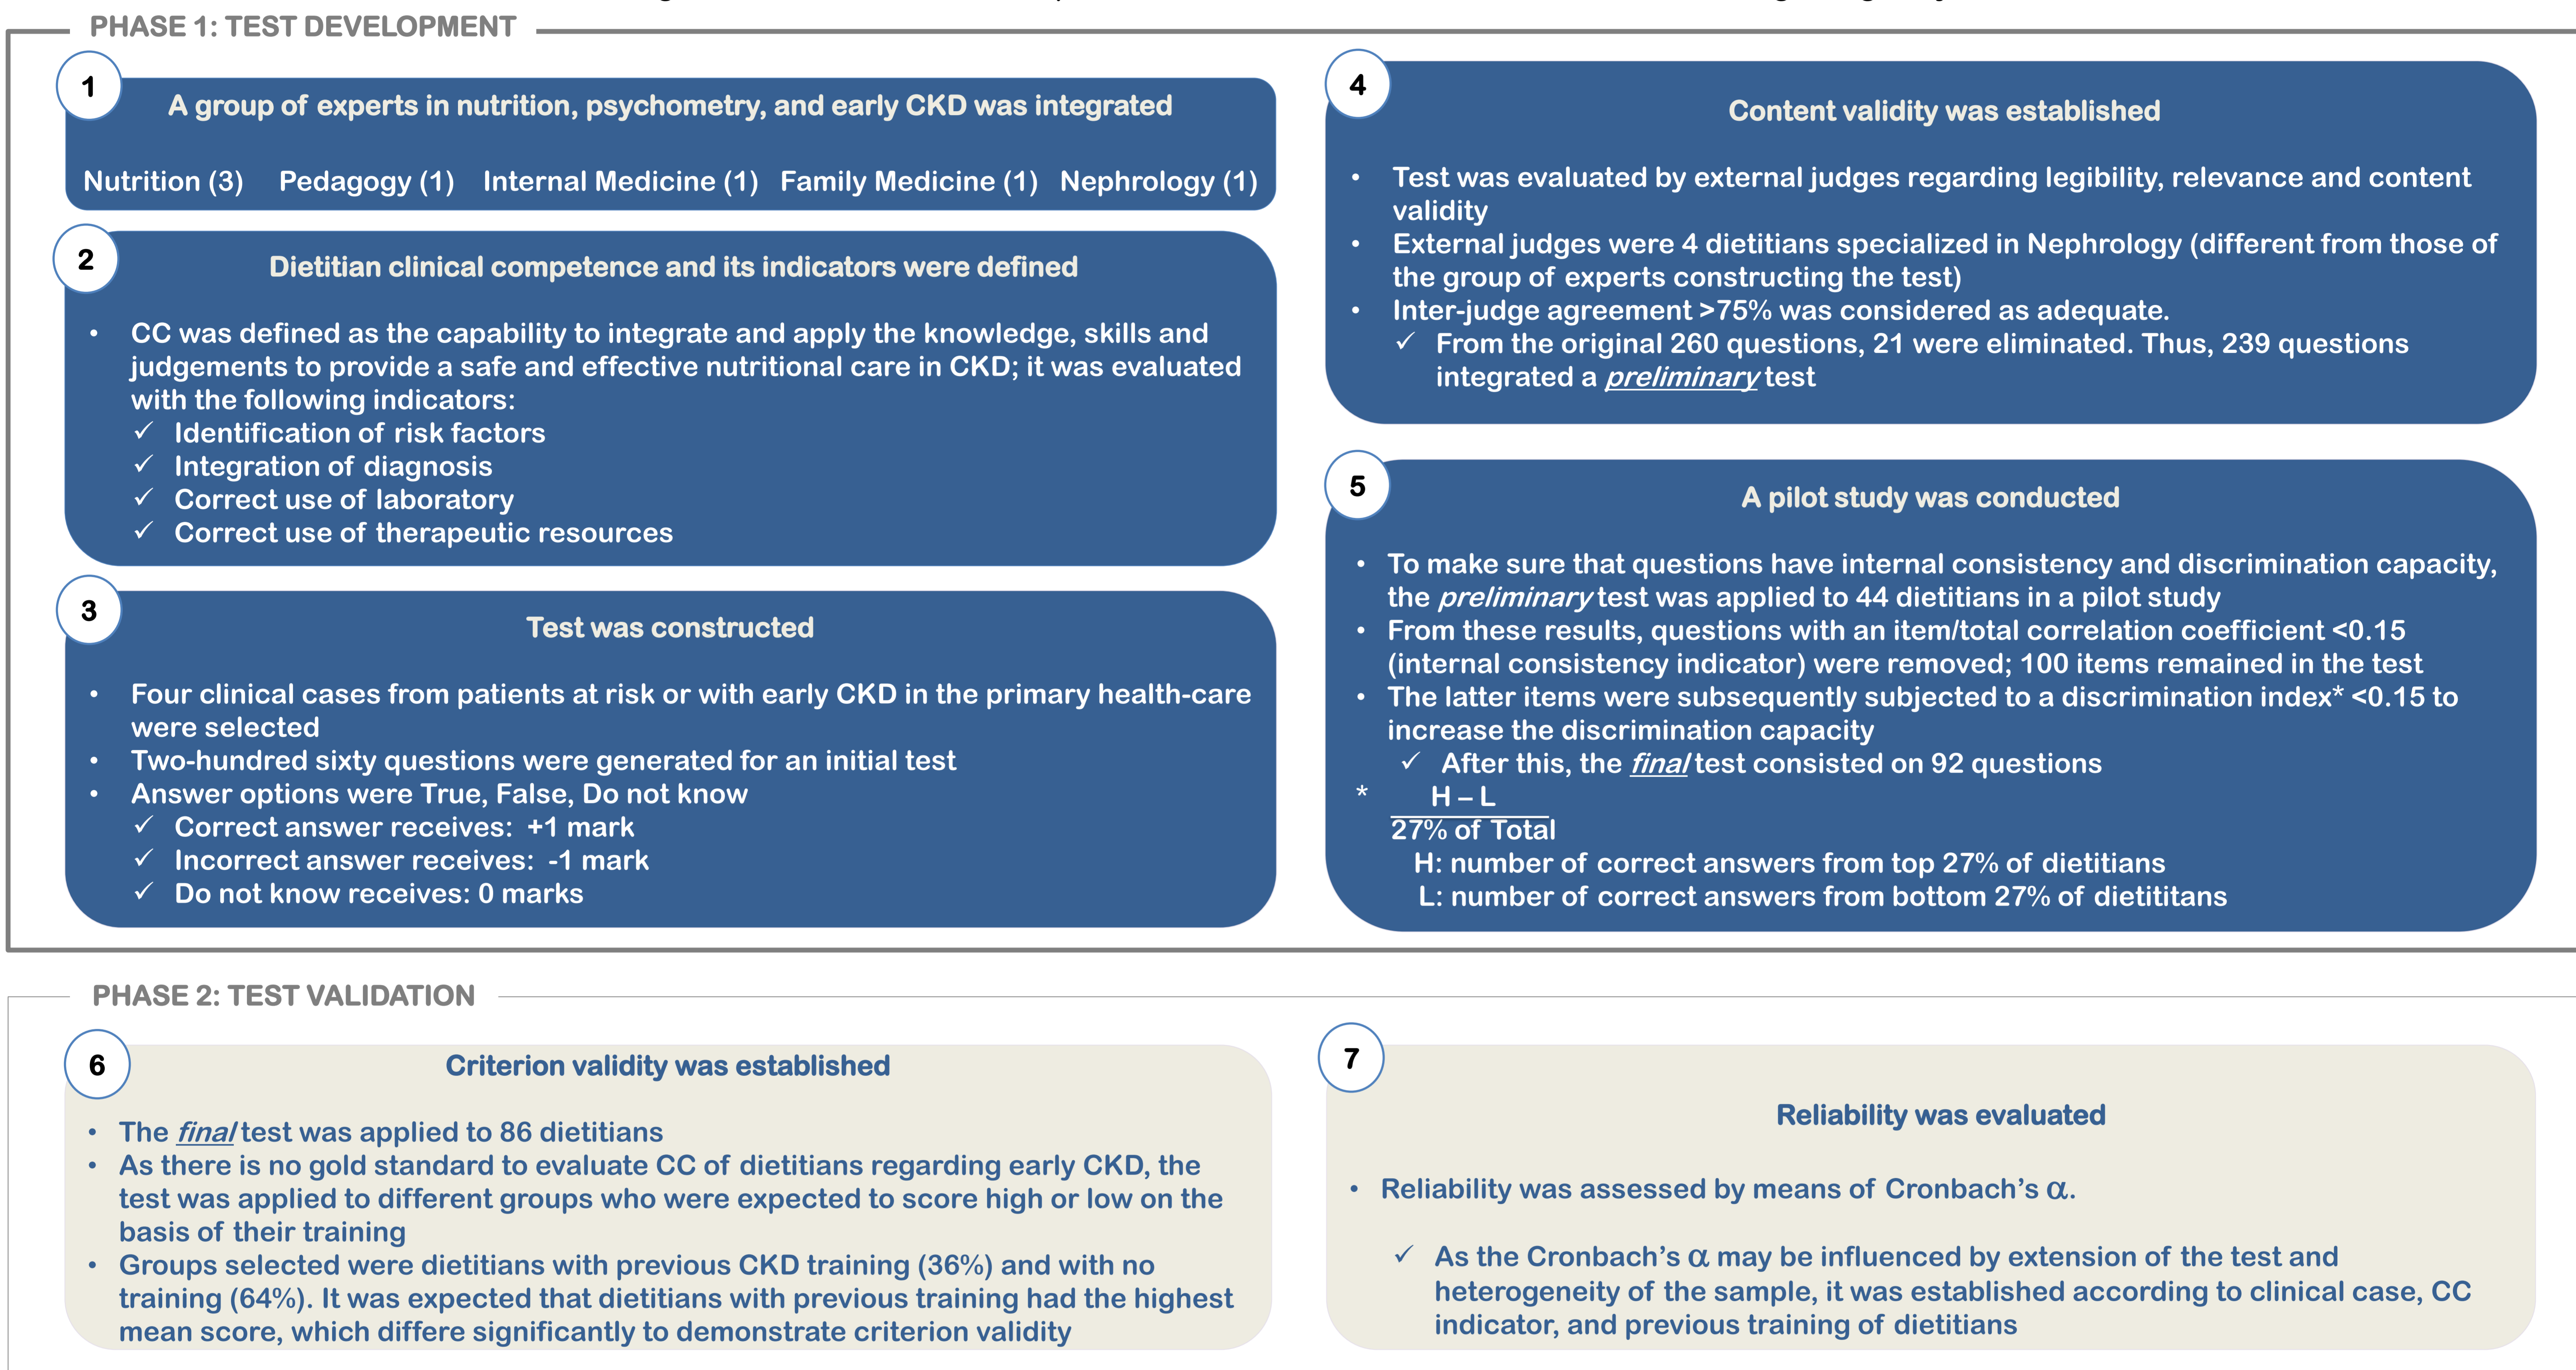 PHASE 1: TEST DEVELOPMENT
1
A group of experts in nutrition, psychometry, and early CKD was integrated
Nutrition (3) Pedagogy (1) Internal Medicine (1) Family Medicine (1) Nephrology (1)
2
Dietitian clinical competence and its indicators were defined
• CC was defined as the capability to integrate and apply the knowledge, skills and
judgements to provide a safe and effective nutritional care in CKD; it was evaluated
with the following indicators:
✓ Identification of risk factors
✓ Integration of diagnosis
✓ Correct use of laboratory
✓ Correct use of therapeutic resources
3
Test was constructed
• Four clinical cases from patients at risk or with early CKD in the primary health-care
were selected
• Two-hundred sixty questions were generated for an initial test
• Answer options were True, False, Do not know
✓ Correct answer receives: +1 mark
✓ Incorrect answer receives: -1 mark
✓ Do not know receives: 0 marks
4
Content validity was established
• Test was evaluated by external judges regarding legibility, relevance and content
validity
• External judges were 4 dietitians specialized in Nephrology (different from those of
the group of experts constructing the test)
• Inter-judge agreement >75% was considered as adequate.
✓ From the original 260 questions, 21 were eliminated. Thus, 239 questions
integrated a preliminary test
5
A pilot study was conducted
• To make sure that questions have internal consistency and discrimination capacity,
the preliminary test was applied to 44 dietitians in a pilot study
• From these results, questions with an item/total correlation coefficient <0.15
(internal consistency indicator) were removed; 100 items remained in the test
• The latter items were subsequently subjected to a discrimination index* <0.15 to
increase the discrimination capacity
✓ After this, the final test consisted on 92 questions
* H – L
27% of Total
H: number of correct answers from top 27% of dietitians
L: number of correct answers from bottom 27% of dietititans
PHASE 2: TEST VALIDATION
6
Criterion validity was established
• The final test was applied to 86 dietitians
• As there is no gold standard to evaluate CC of dietitians regarding early CKD, the
test was applied to different groups who were expected to score high or low on the
basis of their training
• Groups selected were dietitians with previous CKD training (36%) and with no
training (64%). It was expected that dietitians with previous training had the highest
mean score, which differe significantly to demonstrate criterion validity
7
Reliability was evaluated
• Reliability was assessed by means of Cronbach's α.
✓ As the Cronbach's α may be influenced by extension of the test and
heterogeneity of the sample, it was established according to clinical case, CC
indicator, and previous training of dietitians